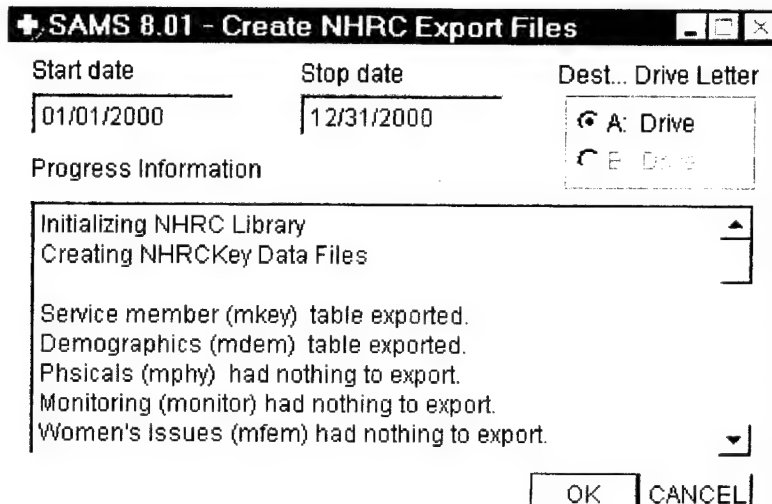 SAMS 8.01 - Create NHRC Export Files
Start date Stop date Dest... Drive Letter
01/01/2000 12/31/2000 A: Drive
B: Drive
Progress Information
Initializing NHRC Library
Creating NHRCKey Data Files
Service member (mkey) table exported.
Demographics (mdem) table exported.
Phsicals (mphy) had nothing to export.
Monitoring (monitor) had nothing to export.
Women's Issues (mfem) had nothing to export.
OK CANCEL